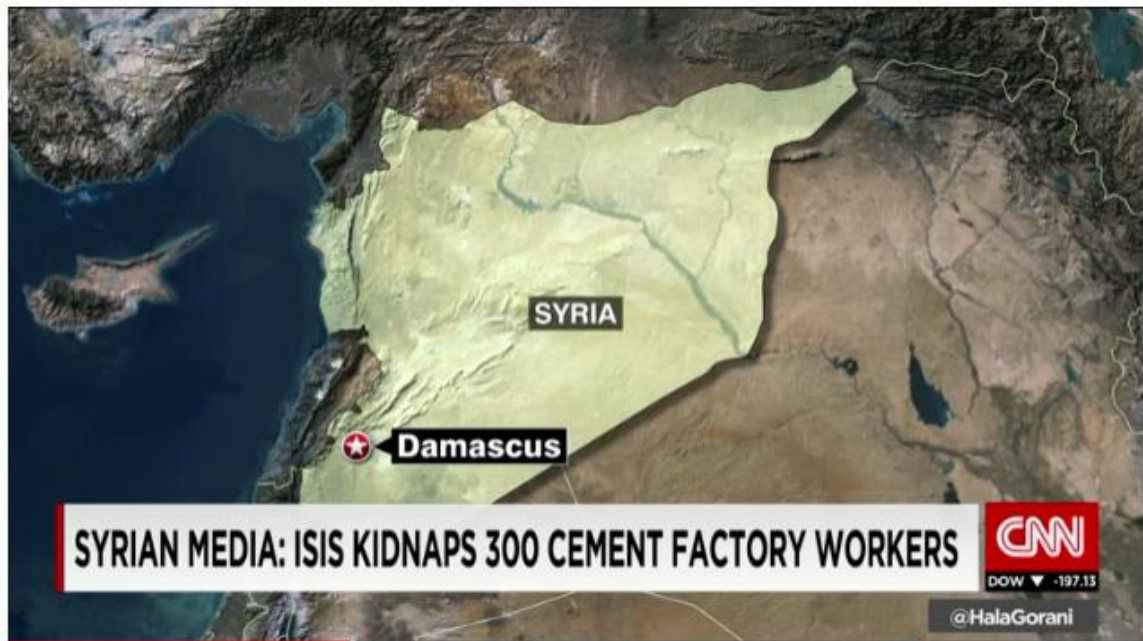 SYRIA
Damascus
SYRIAN MEDIA: ISIS KIDNAPS 300 CEMENT FACTORY WORKERS
CNN
DOW ▼ -197.13
@HalaGorani